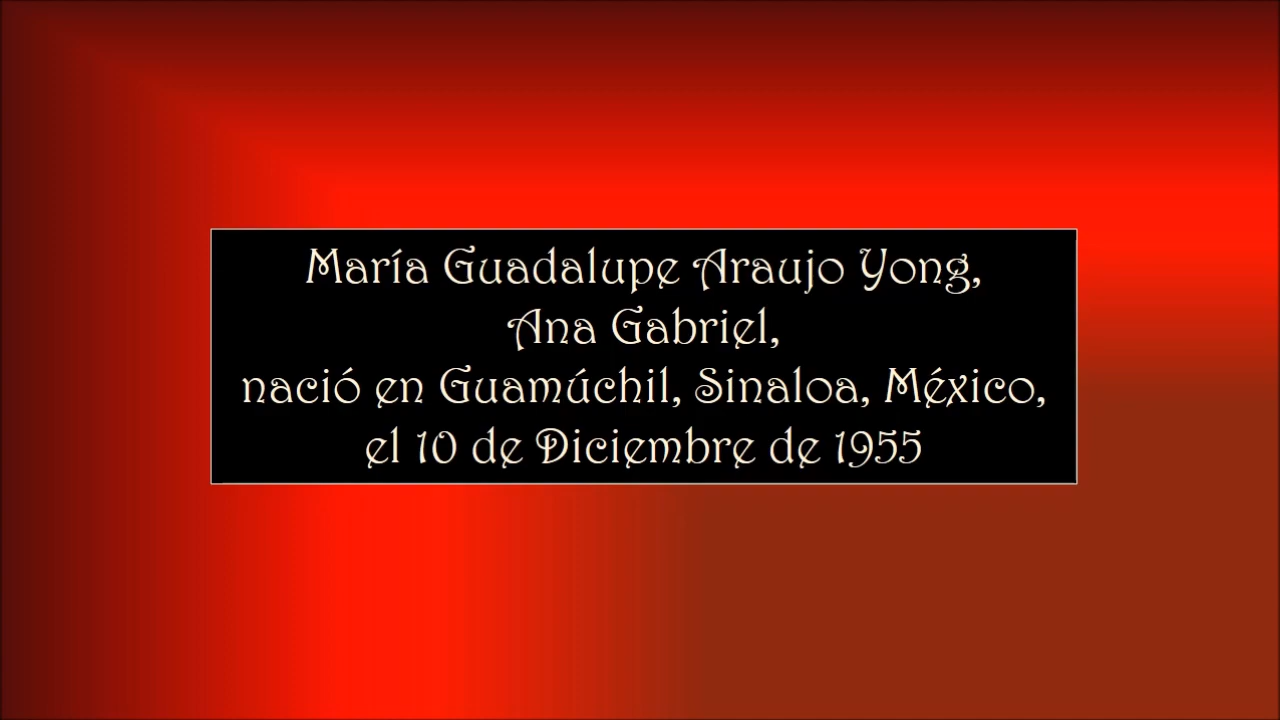 María Guadalupe Araujo Yong,
Ana Gabriel,
nació en Guamúchil, Sinaloa, México,
el 10 de Diciembre de 1955